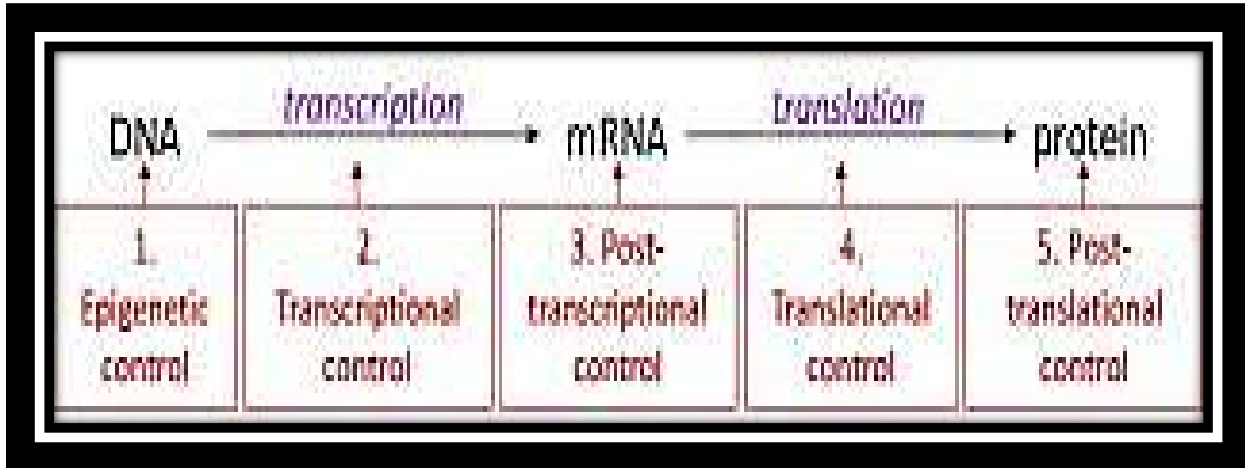 transcription
translation
DNA
mRNA
protein
1.
Epigenetic
control
2.
Transcriptional
control
3. Post-
transcriptional
control
4.
Translational
control
5. Post-
translational
control